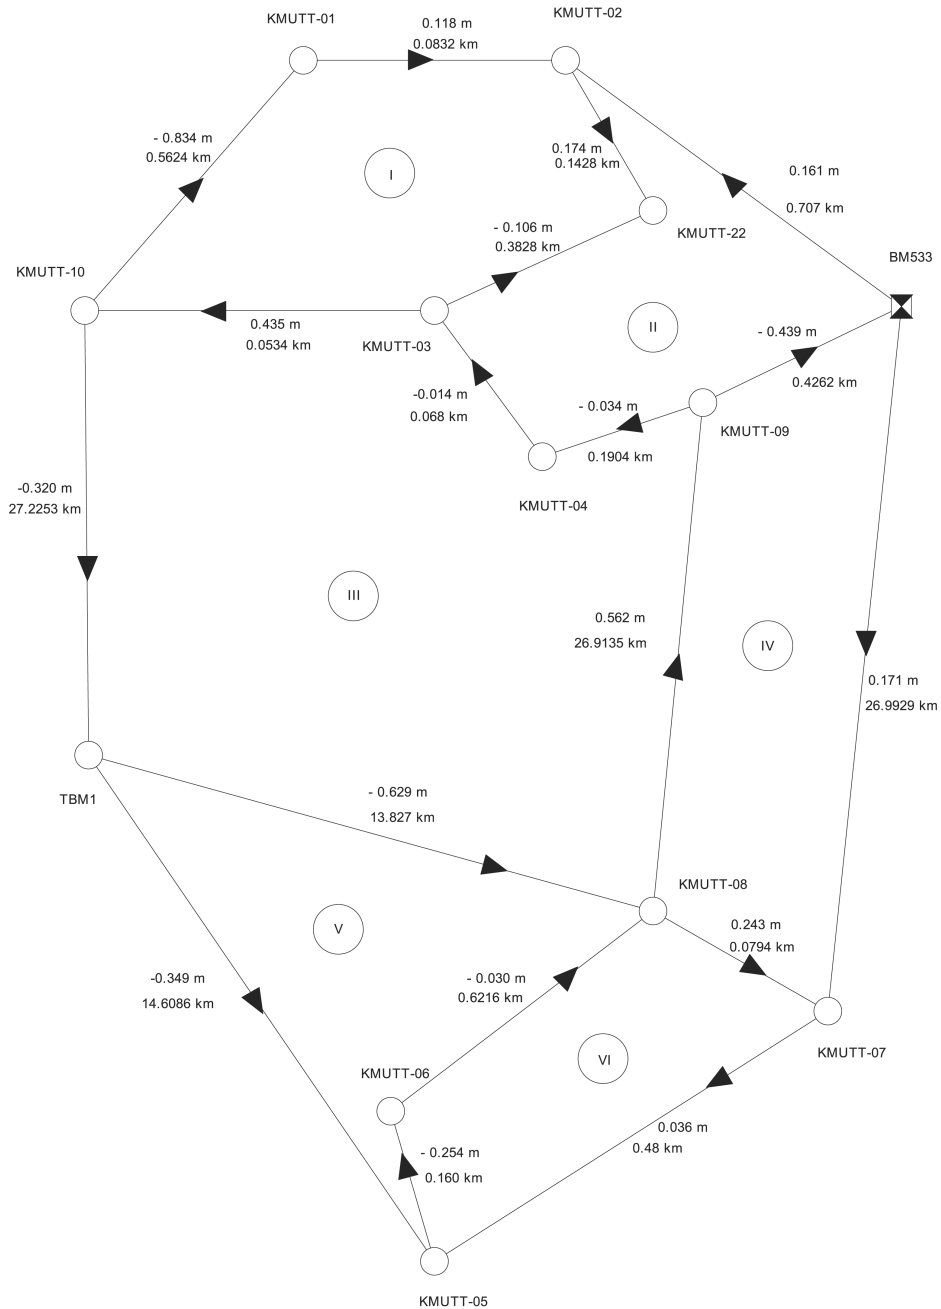 KMUTT-01
KMUTT-02
0.118 m
0.0832 km
- 0.834 m
0.5624 km
I
0.174 m
0.1428 km
0.161 m
0.707 km
- 0.106 m
0.3828 km
KMUTT-22
BM533
KMUTT-10
0.435 m
0.0534 km
KMUTT-03
II
- 0.439 m
0.4262 km
-0.014 m
0.068 km
- 0.034 m
0.1904 km
KMUTT-09
KMUTT-04
-0.320 m
27.2253 km
III
0.562 m
26.9135 km
IV
0.171 m
26.9929 km
TBM1
- 0.629 m
13.827 km
KMUTT-08
V
0.243 m
0.0794 km
-0.349 m
14.6086 km
- 0.030 m
0.6216 km
VI
KMUTT-07
KMUTT-06
0.036 m
0.48 km
- 0.254 m
0.160 km
KMUTT-05